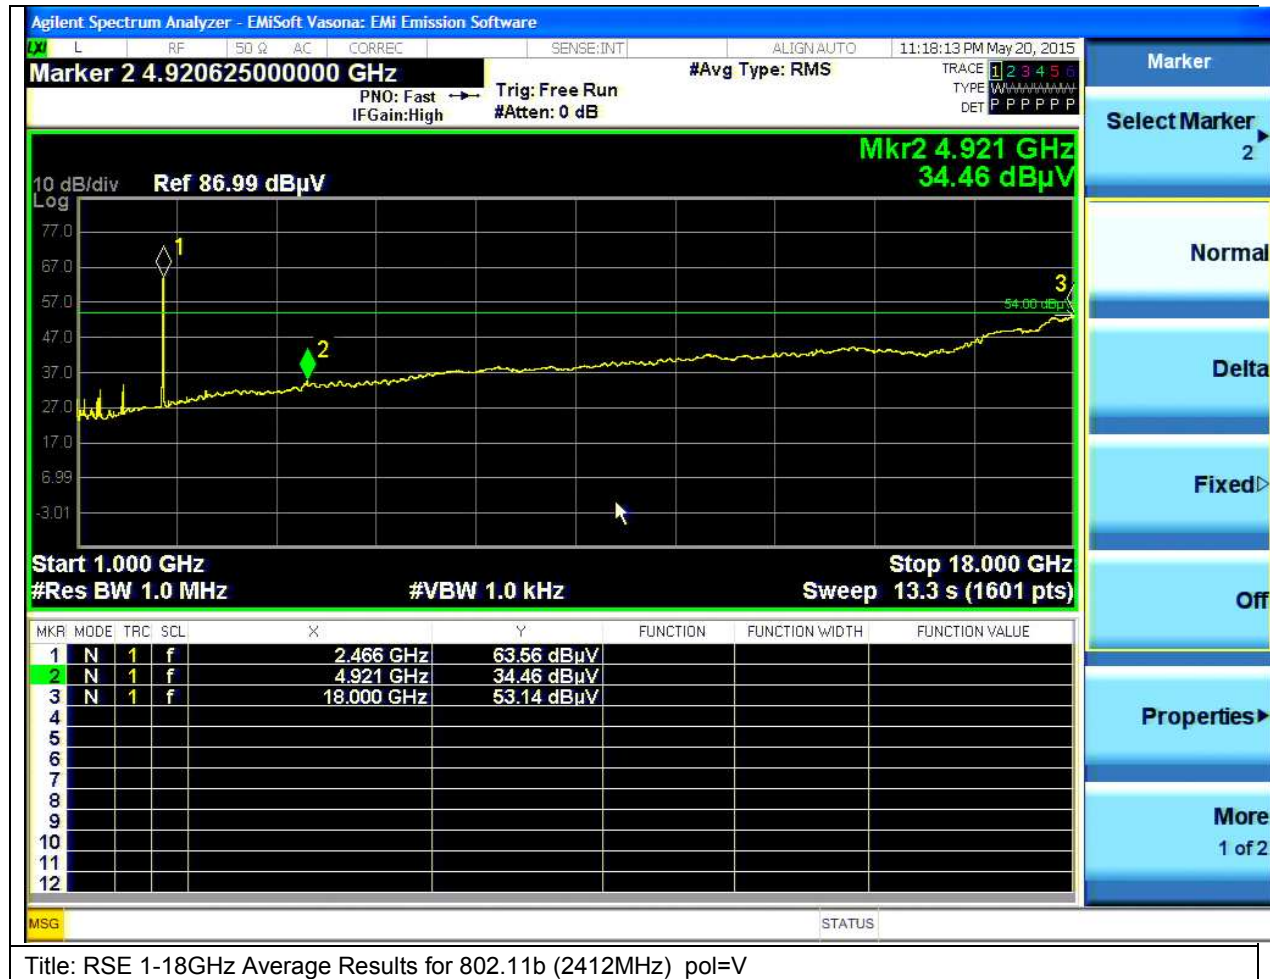 Agilent Spectrum Analyzer - EMiSoft Vasona: EMi Emission Software
LXI L RF 50 Ω AC CORREC SENSE:INT ALIGN AUTO 11:18:13 PM May 20, 2015
Marker 2 4.920625000000 GHz
PNO: Fast
IFGain:High
Trig: Free Run
#Atten: 0 dB
#Avg Type: RMS
TRACE 1 2 3 4 5 6
TYPE
DET P P P P P P
Mkr2 4.921 GHz
34.46 dBµV
10 dB/div
Log
Ref 86.99 dBµV
77.0
67.0
57.0
47.0
37.0
27.0
17.0
6.99
-3.01
1
2
3
54.00 dBµ
Start 1.000 GHz
#Res BW 1.0 MHz
#VBW 1.0 kHz
Stop 18.000 GHz
Sweep 13.3 s (1601 pts)
MKR MODE TRC SCL X Y FUNCTION FUNCTION WIDTH FUNCTION VALUE
1 N 1 f 2.466 GHz 63.56 dBµV
2 N 1 f 4.921 GHz 34.46 dBµV
3 N 1 f 18.000 GHz 53.14 dBµV
4
5
6
7
8
9
10
11
12
MSG STATUS
Marker
Select Marker
2
Normal
Delta
Fixed
Off
Properties
More
1 of 2
Title: RSE 1-18GHz Average Results for 802.11b (2412MHz) pol=V